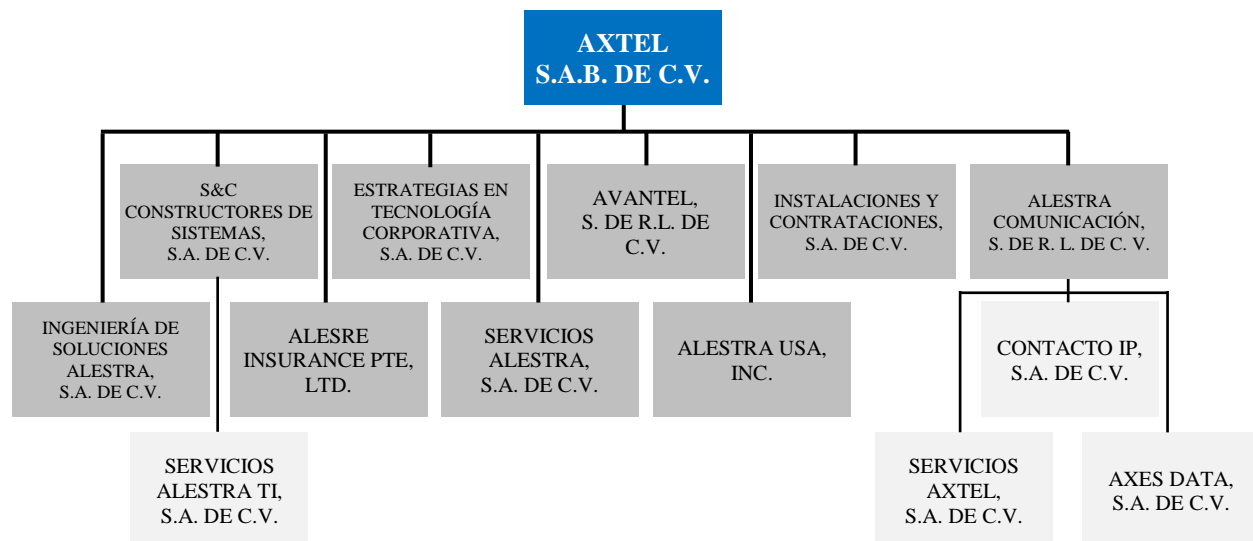 AXTEL
S.A.B. DE C.V.
S&C
CONSTRUCTORES DE
SISTEMAS,
S.A. DE C.V.
ESTRATEGIAS EN
TECNOLOGÍA
CORPORATIVA,
S.A. DE C.V.
AVANTEL,
S. DE R.L. DE
C.V.
INSTALACIONES Y
CONTRATACIONES,
S.A. DE C.V.
ALESTRA
COMUNICACIÓN,
S. DE R. L. DE C. V.
INGENIERÍA DE
SOLUCIONES
ALESTRA,
S.A. DE C.V.
ALESRE
INSURANCE PTE,
LTD.
SERVICIOS
ALESTRA,
S.A. DE C.V.
ALESTRA USA,
INC.
CONTACTO IP,
S.A. DE C.V.
SERVICIOS
ALESTRA TI,
S.A. DE C.V.
SERVICIOS
AXTEL,
S.A. DE C.V.
AXES DATA,
S.A. DE C.V.